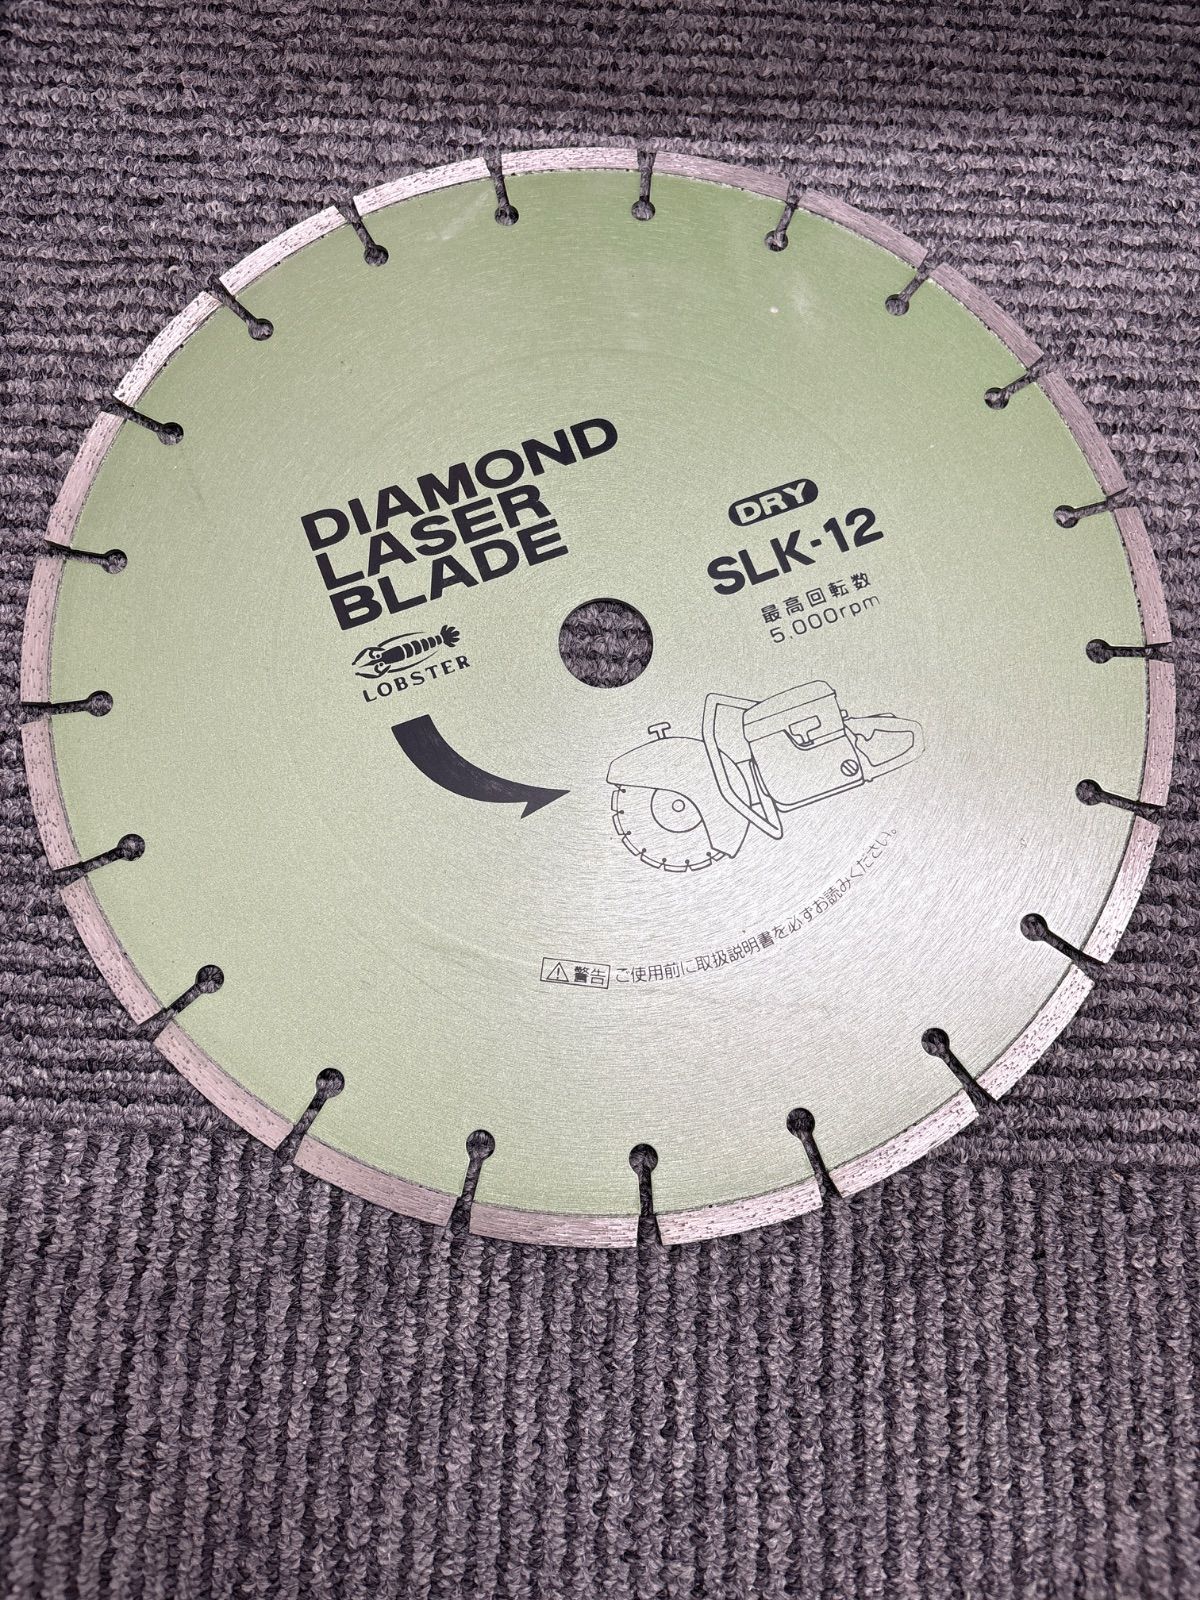 DIAMOND
LASER
BLADE
LOBSTER
DRY
SLK-12
最高回転数
5,000rpm
警告 ご使用前に取扱説明書を必ずお読みください。